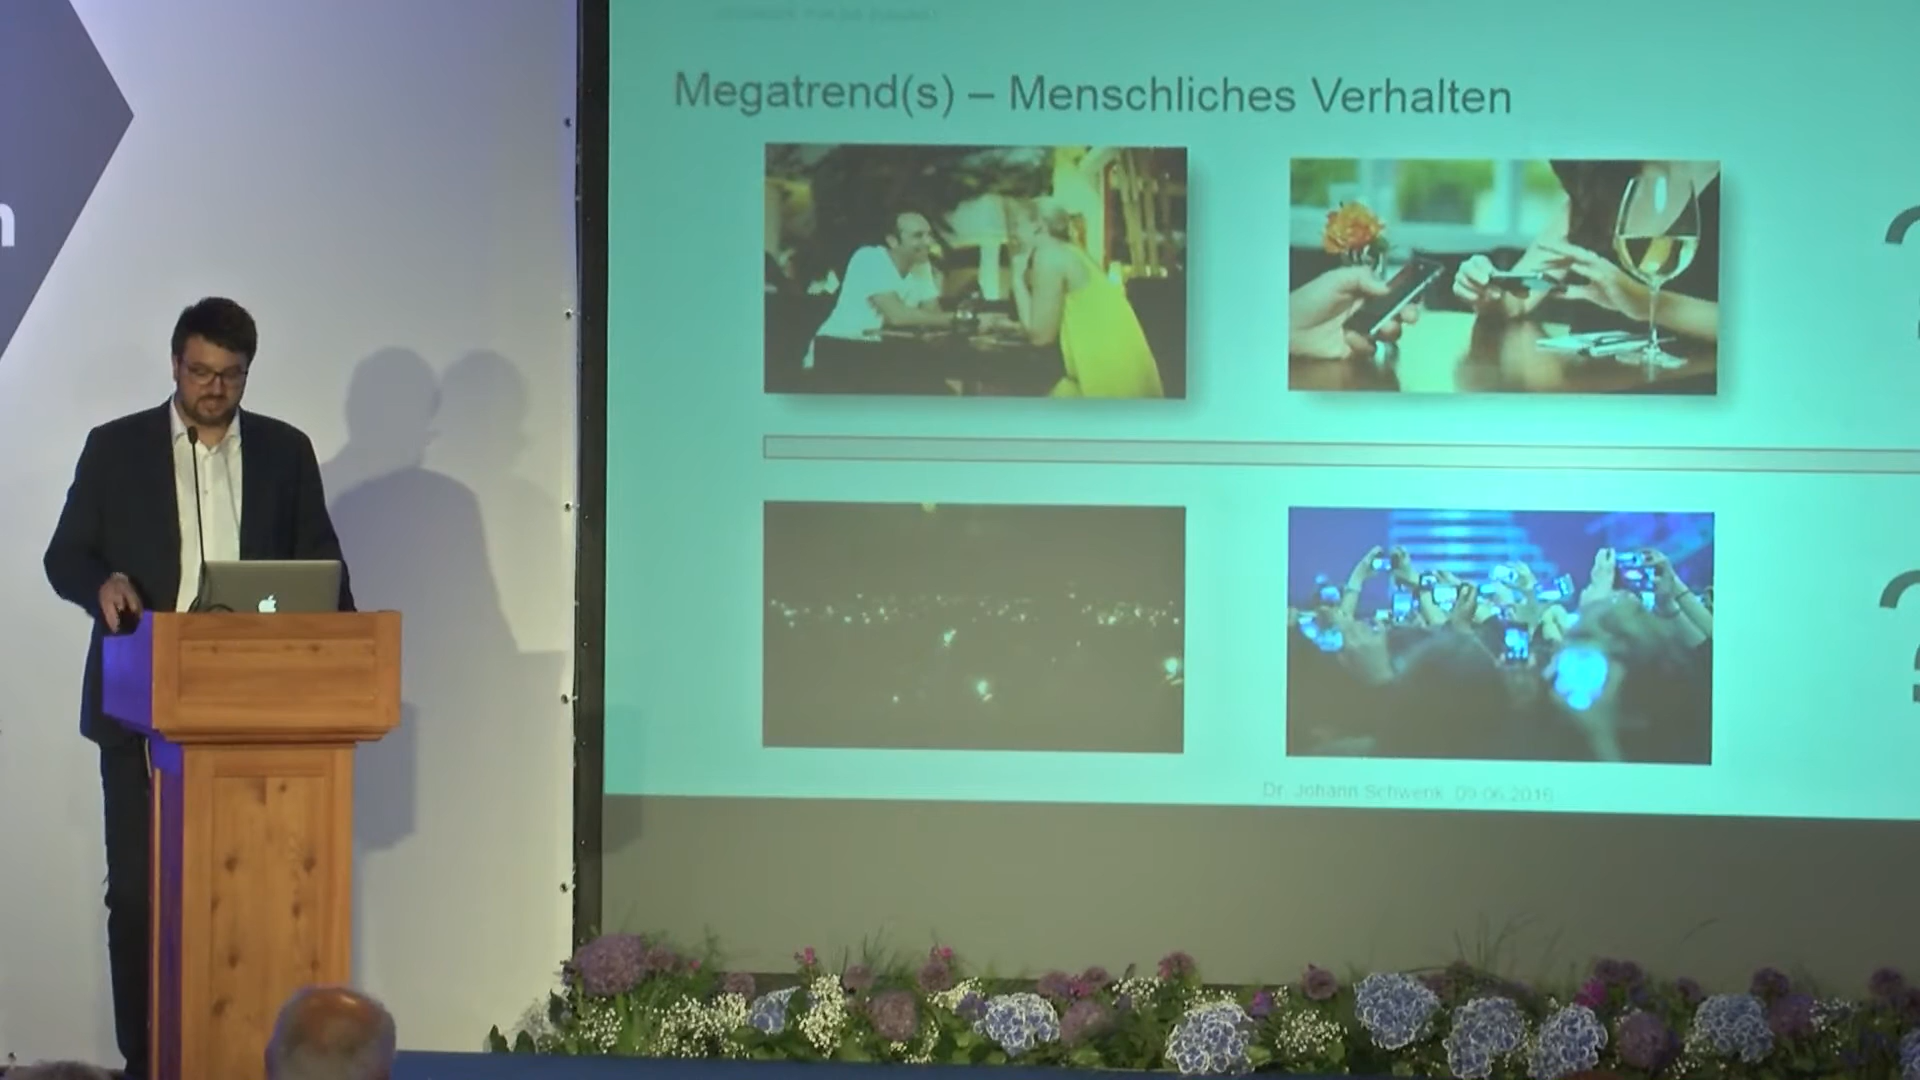 Megatrend(s) – Menschliches Verhalten
n
?
?
Dr. Johann Schwenk 09.06.2016